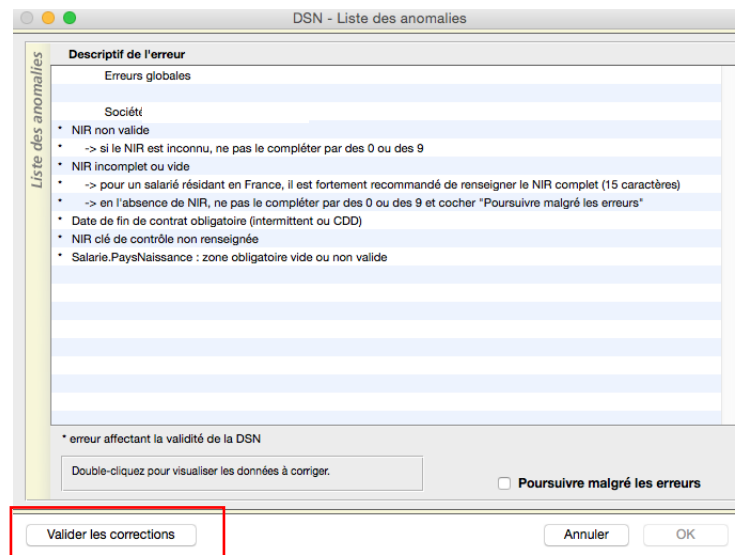 DSN - Liste des anomalies
Liste des anomalies
Descriptif de l'erreur
Erreurs globales
Société
* NIR non valide
* -> si le NIR est inconnu, ne pas le compléter par des 0 ou des 9
* NIR incomplet ou vide
* -> pour un salarié résidant en France, il est fortement recommandé de renseigner le NIR complet (15 caractères)
* -> en l'absence de NIR, ne pas le compléter par des 0 ou des 9 et cocher "Poursuivre malgré les erreurs"
* Date de fin de contrat obligatoire (intermittent ou CDD)
* NIR clé de contrôle non renseignée
* Salarie.PaysNaissance : zone obligatoire vide ou non valide
* erreur affectant la validité de la DSN
Double-cliquez pour visualiser les données à corriger.
Poursuivre malgré les erreurs
Valider les corrections
Annuler
OK